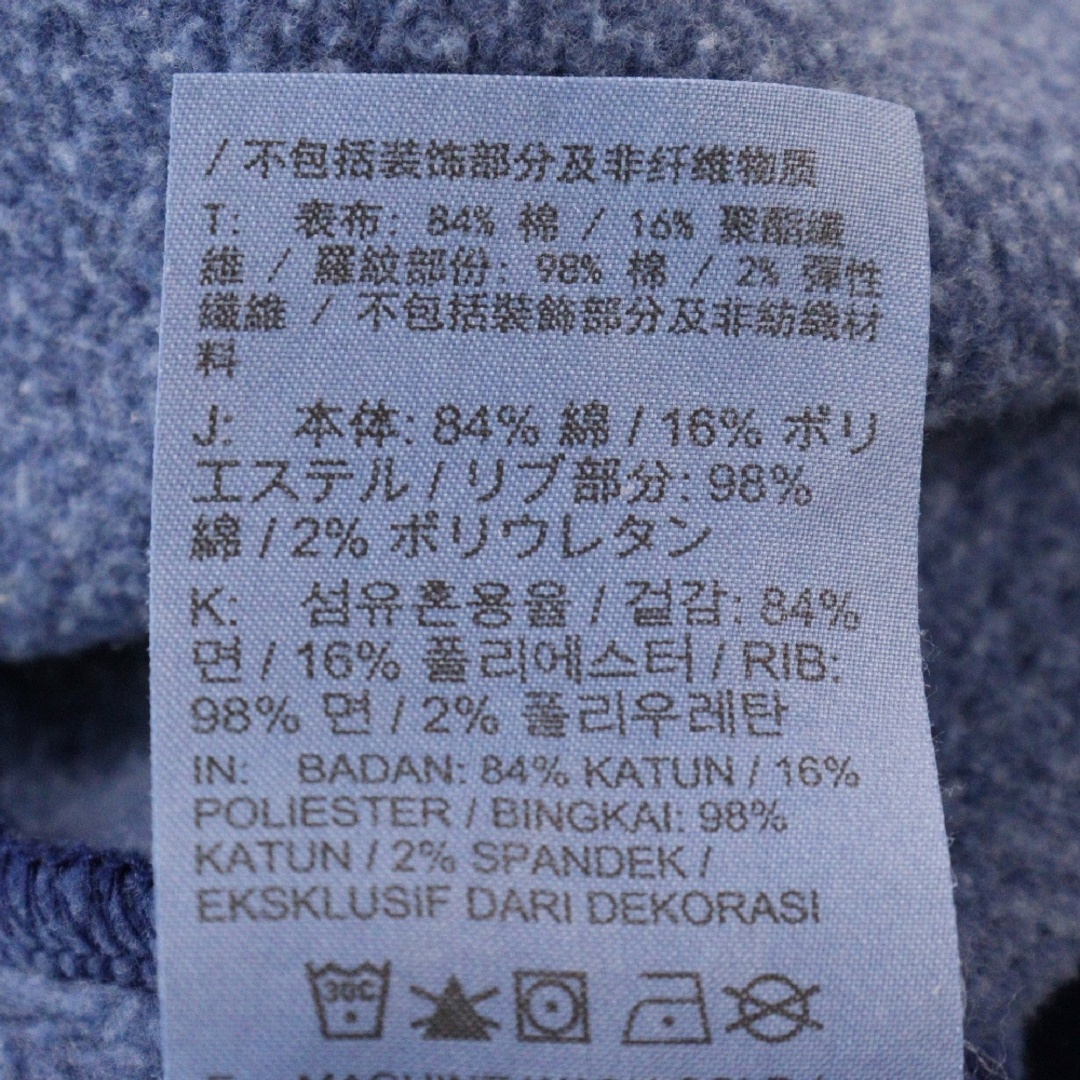 / 不包括装饰部分及非纤维物质
T: 表布: 84% 棉 / 16% 聚酯纖
維 / 羅紋部份: 98% 棉 / 2% 彈性
纖維 / 不包括裝飾部分及非紡織材
料
J: 本体: 84% 綿 / 16% ポリ
エステル / リブ部分: 98%
綿 / 2% ポリウレタン
K: 섬유혼용율 / 겉감: 84%
면 / 16% 폴리에스터 / RIB:
98% 면 / 2% 폴리우레탄
IN: BADAN: 84% KATUN / 16%
POLIESTER / BINGKAI: 98%
KATUN / 2% SPANDEK /
EKSKLUSIF DARI DEKORASI
30C